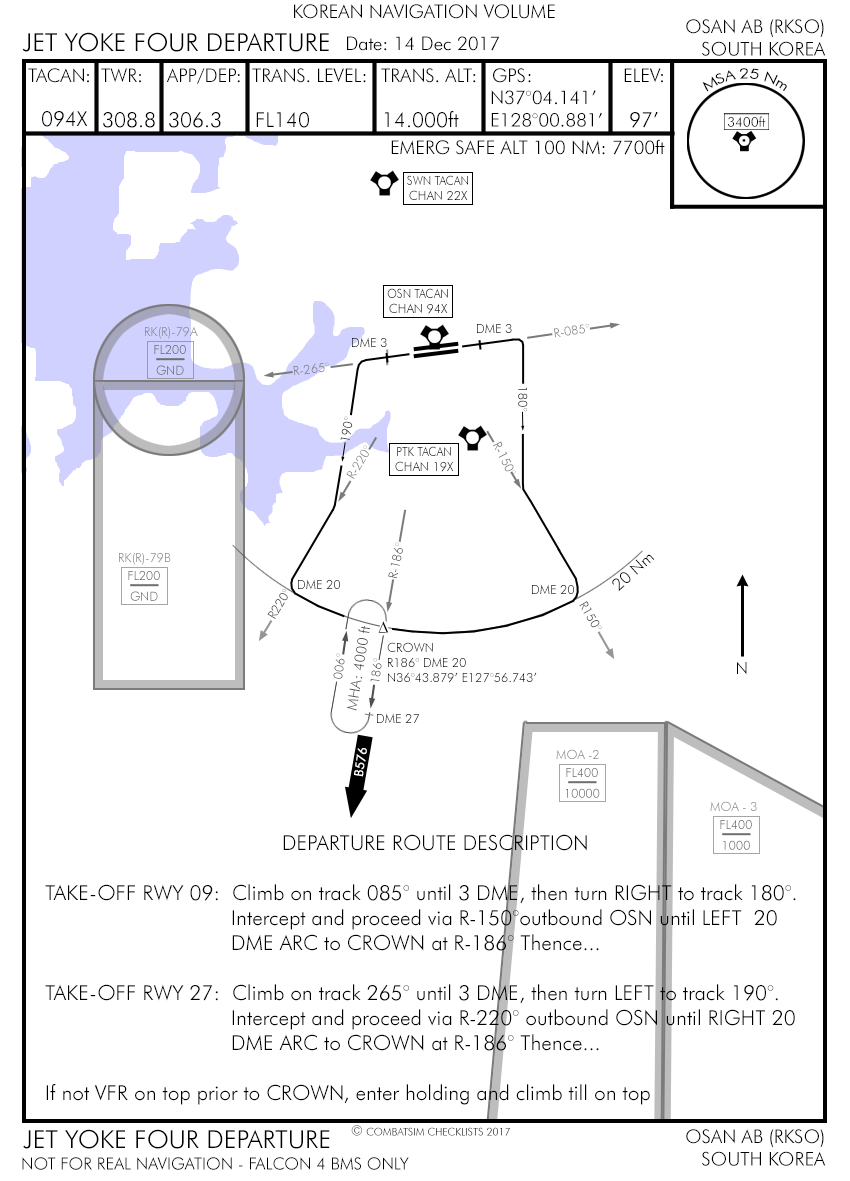 KOREAN NAVIGATION VOLUME
JET YOKE FOUR DEPARTURE Date: 14 Dec 2017
OSAN AB (RKSO)
SOUTH KOREA
TACAN: TWR: APP/DEP: TRANS. LEVEL: TRANS. ALT: GPS: ELEV:
N37°04.141'
094X 308.8 306.3 FL140 14.000ft E128°00.881' 97'
MSA 25 Nm
3400ft
EMERG SAFE ALT 100 NM: 7700ft
SWN TACAN
CHAN 22X
OSN TACAN
CHAN 94X
DME 3
DME 3
R-085°
R-265°
RK(R)-79A
FL200
GND
190°
180°
R-220°
PTK TACAN
CHAN 19X
R-150°
R-186°
RK(R)-79B
FL200
GND
DME 20
DME 20
20 Nm
R220°
R150°
N
CROWN
R186° DME 20
N36°43.879' E127°56.743'
006°
MHA: 4000 ft
186°
DME 27
B576
MOA -2
FL400
10000
MOA - 3
FL400
1000
DEPARTURE ROUTE DESCRIPTION
TAKE-OFF RWY 09: Climb on track 085° until 3 DME, then turn RIGHT to track 180°.
Intercept and proceed via R-150°outbound OSN until LEFT 20
DME ARC to CROWN at R-186° Thence...
TAKE-OFF RWY 27: Climb on track 265° until 3 DME, then turn LEFT to track 190°.
Intercept and proceed via R-220° outbound OSN until RIGHT 20
DME ARC to CROWN at R-186° Thence...
If not VFR on top prior to CROWN, enter holding and climb till on top
JET YOKE FOUR DEPARTURE
© COMBATSIM CHECKLISTS 2017
OSAN AB (RKSO)
NOT FOR REAL NAVIGATION - FALCON 4 BMS ONLY
SOUTH KOREA